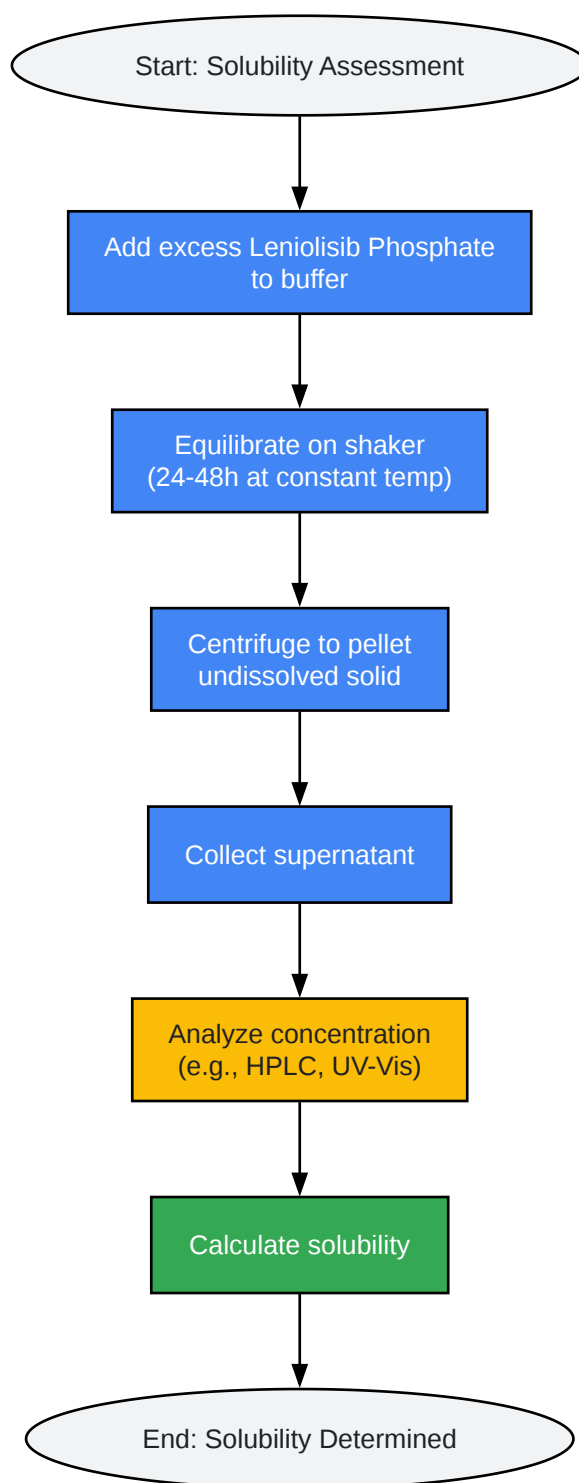 Start: Solubility Assessment
Add excess Leniolisib Phosphate
to buffer
Equilibrate on shaker
(24-48h at constant temp)
Centrifuge to pellet
undissolved solid
Collect supernatant
Analyze concentration
(e.g., HPLC, UV-Vis)
Calculate solubility
End: Solubility Determined